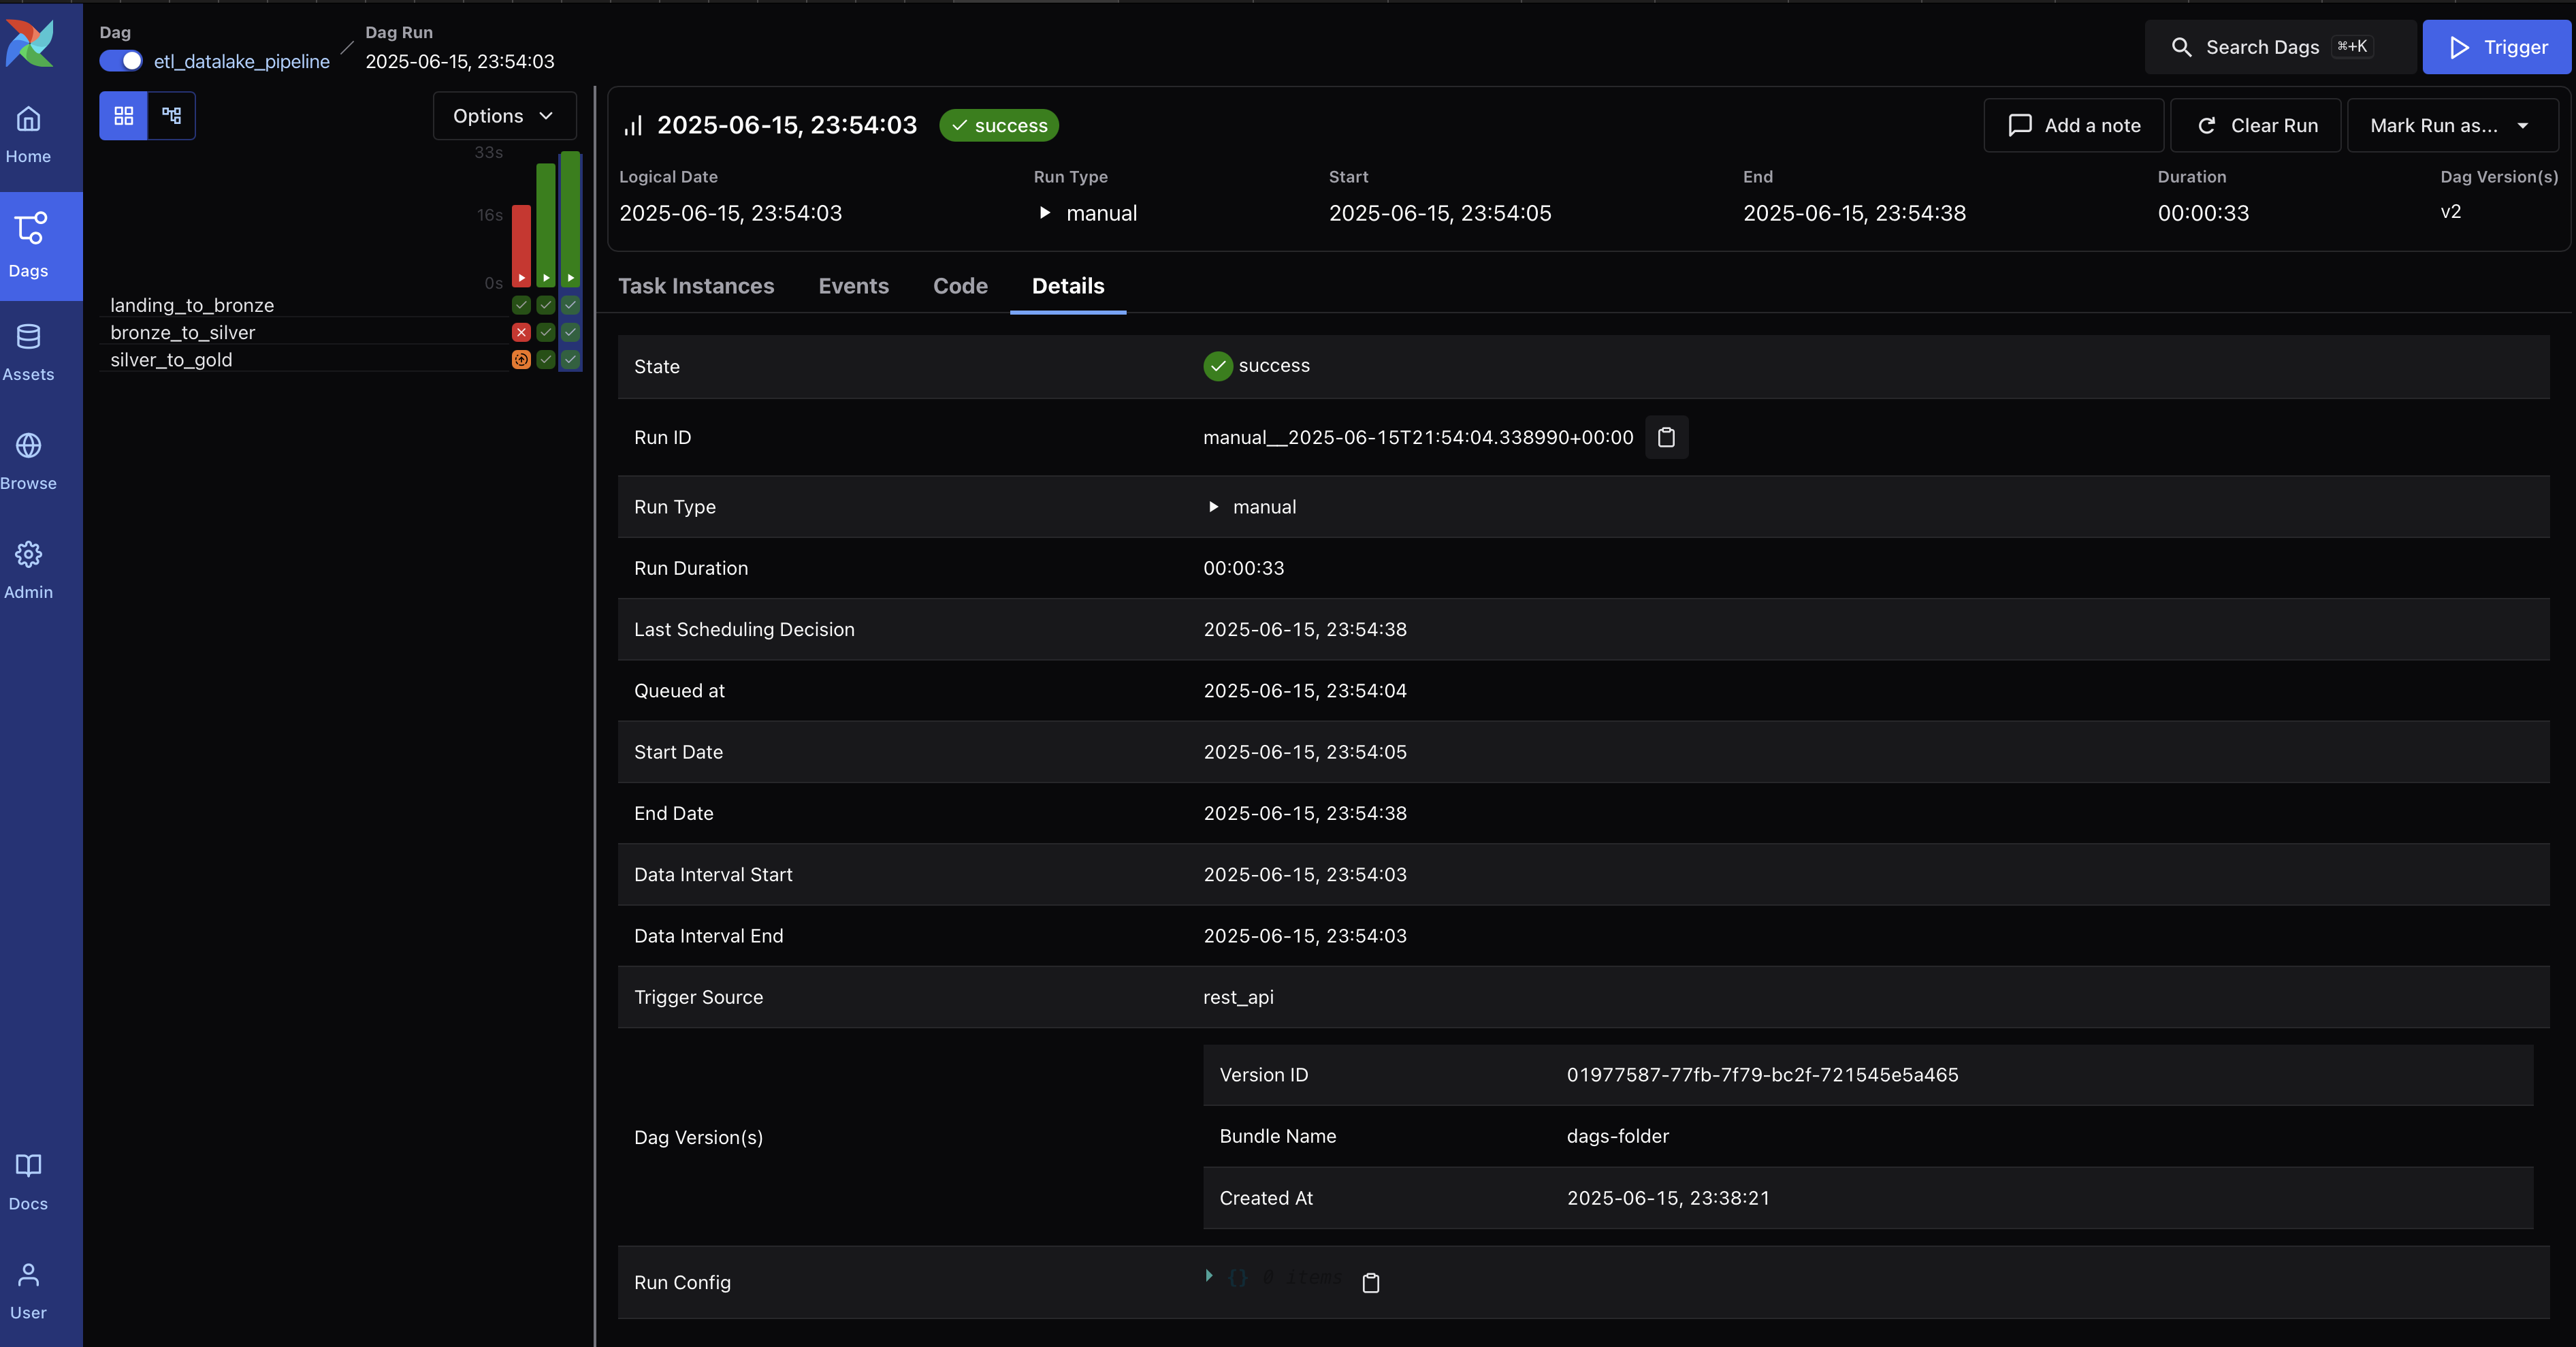 Dag
etl_datalake_pipeline
Dag Run
2025-06-15, 23:54:03
Search Dags ⌘+K
Trigger
Home
Dags
Assets
Browse
Admin
Docs
User
Options
33s
16s
0s
landing_to_bronze
bronze_to_silver
silver_to_gold
2025-06-15, 23:54:03 success
Add a note
Clear Run
Mark Run as...
Logical Date
2025-06-15, 23:54:03
Run Type
manual
Start
2025-06-15, 23:54:05
End
2025-06-15, 23:54:38
Duration
00:00:33
Dag Version(s)
v2
Task Instances Events Code Details
State success
Run ID manual__2025-06-15T21:54:04.338990+00:00
Run Type manual
Run Duration 00:00:33
Last Scheduling Decision 2025-06-15, 23:54:38
Queued at 2025-06-15, 23:54:04
Start Date 2025-06-15, 23:54:05
End Date 2025-06-15, 23:54:38
Data Interval Start 2025-06-15, 23:54:03
Data Interval End 2025-06-15, 23:54:03
Trigger Source rest_api
Dag Version(s)
Version ID 01977587-77fb-7f79-bc2f-721545e5a465
Bundle Name dags-folder
Created At 2025-06-15, 23:38:21
Run Config {} 0 items